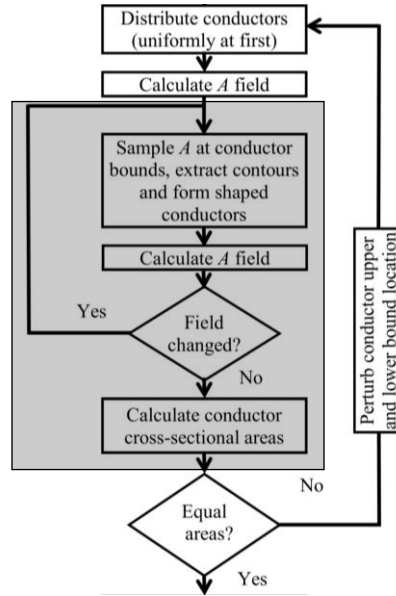 Distribute conductors
(uniformly at first)
Calculate A field
Sample A at conductor
bounds, extract contours
and form shaped
conductors
Calculate A field
Yes
Field
changed?
No
Calculate conductor
cross-sectional areas
Perturb conductor upper
and lower bound location
No
Equal
areas?
Yes